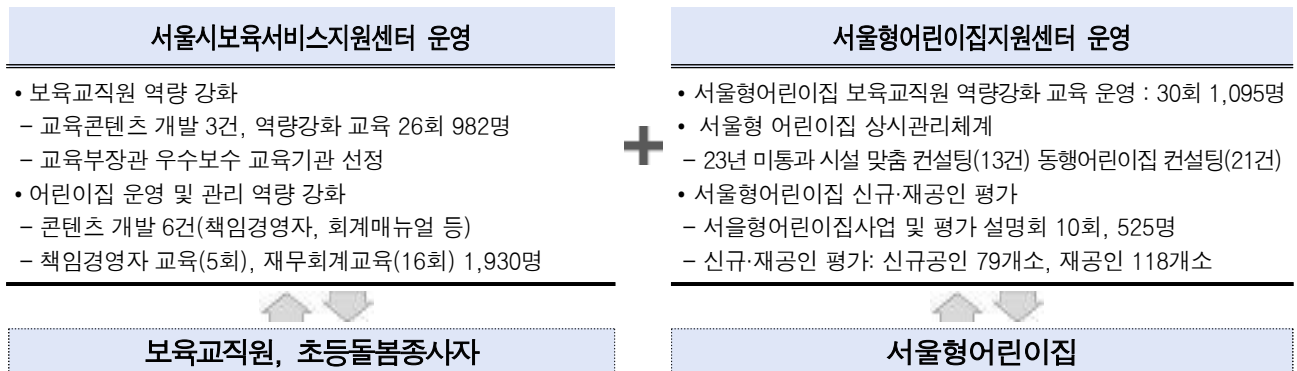 서울시보육서비스지원센터 운영
• 보육교직원 역량 강화
- 교육콘텐츠 개발 3건, 역량강화 교육 26회 982명
- 교육부장관 우수보수 교육기관 선정
• 어린이집 운영 및 관리 역량 강화
- 콘텐츠 개발 6건(책임경영자, 회계매뉴얼 등)
- 책임경영자 교육(5회), 재무회계교육(16회) 1,930명
보육교직원, 초등돌봄종사자
서울형어린이집지원센터 운영
• 서울형어린이집 보육교직원 역량강화 교육 운영 : 30회 1,095명
• 서울형 어린이집 상시관리체계
- 23년 미통과 시설 맞춤 컨설팅(13건) 동행어린이집 컨설팅(21건)
• 서울형어린이집 신규·재공인 평가
- 서을형어린이집사업 및 평가 설명회 10회, 525명
- 신규·재공인 평가: 신규공인 79개소, 재공인 118개소
서울형어린이집